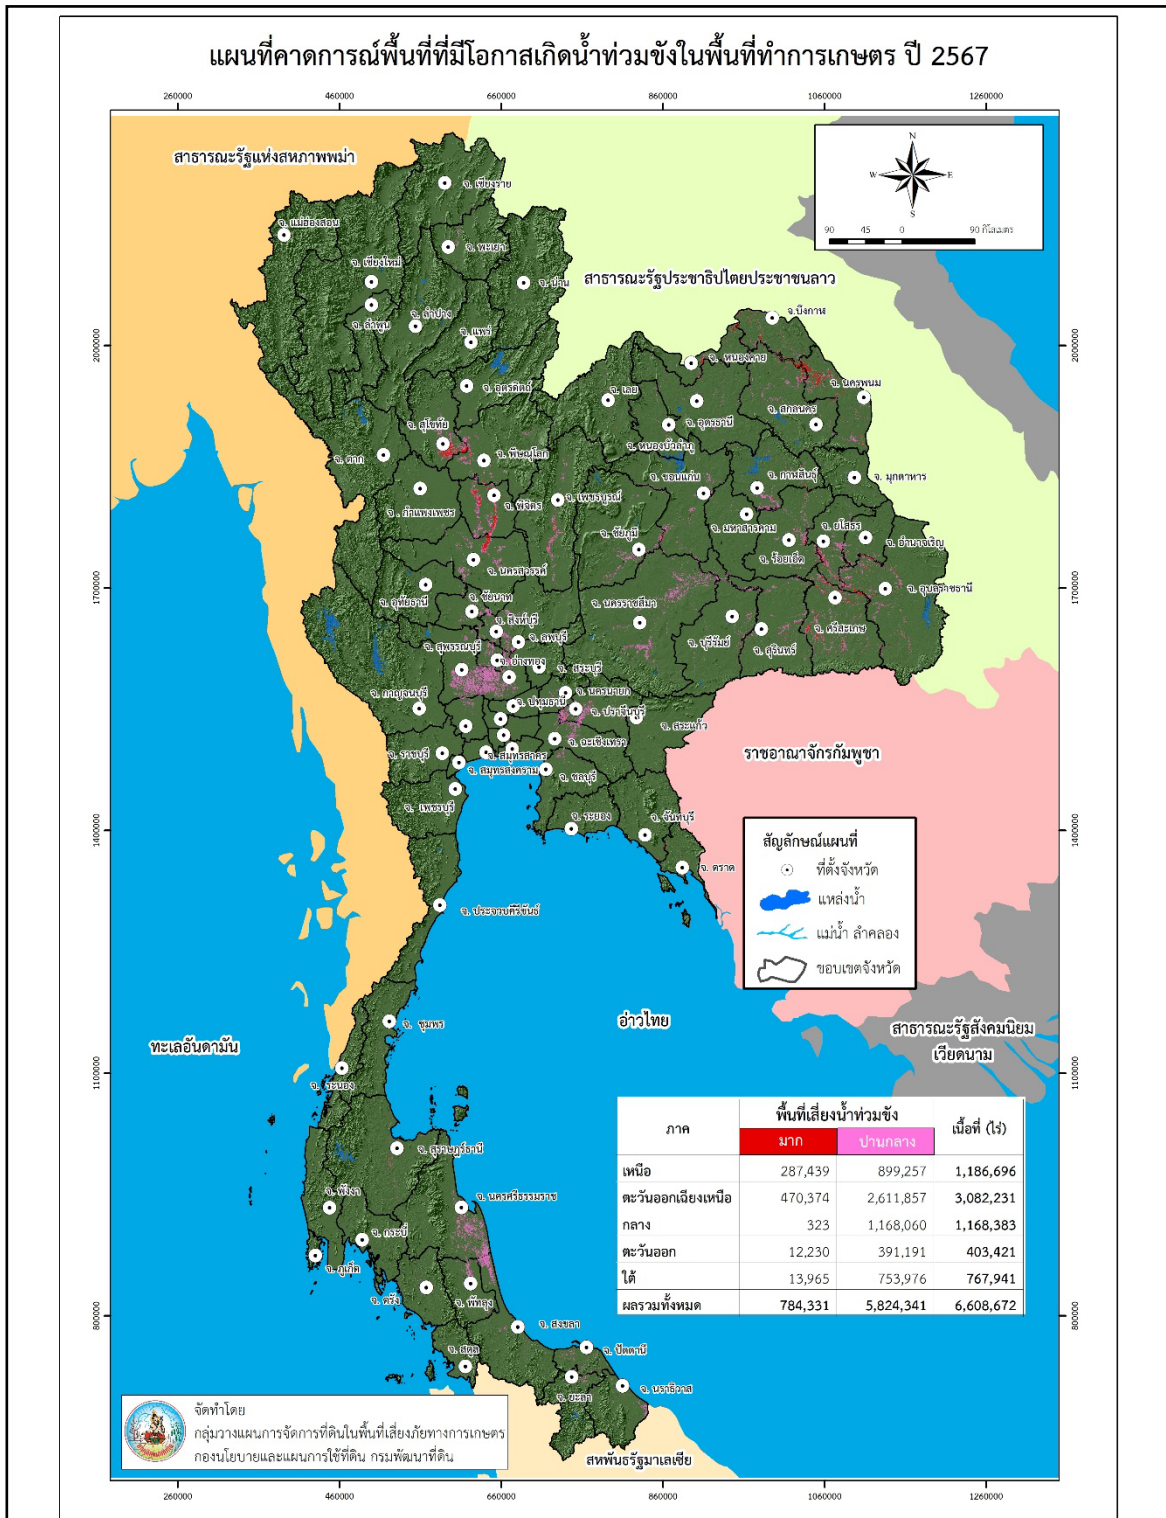 แผนที่คาดการณ์พื้นที่ที่มีโอกาสเกิดน้ำท่วมขังในพื้นที่ทำการเกษตร ปี 2567
260000 460000 660000 860000 1060000 1260000
สาธารณะรัฐแห่งสหภาพพม่า
N
W E
S
90 45 0 90 กิโลเมตร
จ. เชียงราย
จ. แม่ฮ่องสอน
จ. พะเยา
จ. เชียงใหม่
จ. น่าน
สาธารณะรัฐประชาธิปไตยประชาชนลาว
จ. ลำพูน
จ. ลำปาง
จ. แพร่
จ.บึงกาฬ
2000000
2000000
จ. หนองคาย
จ. อุตรดิตถ์
จ. เลย
จ. นครพนม
จ. สกลนคร
จ. อุดรธานี
จ. สุโขทัย
จ. หนองบัวลำภู
จ. ตาก
จ. พิษณุโลก
จ. ขอนแก่น
จ. กาฬสินธุ์
จ. มุกดาหาร
จ. กำแพงเพชร
จ. พิจิตร
จ. เพชรบูรณ์
จ. มหาสารคาม
จ. ยโสธร
จ. ชัยภูมิ
จ. อำนาจเจริญ
จ. ร้อยเอ็ด
จ. นครสวรรค์
1700000
1700000
จ. อุทัยธานี
จ. ชัยนาท
จ. นครราชสีมา
จ. อุบลราชธานี
จ. สิงห์บุรี
จ. ศรีสะเกษ
จ. สุพรรณบุรี
จ. ลพบุรี
จ. บุรีรัมย์
จ. สุรินทร์
จ. อ่างทอง
จ. สระบุรี
จ. กาญจนบุรี
จ. นครนายก
จ. ปทุมธานี
จ. ปราจีนบุรี
จ. สระแก้ว
จ. ฉะเชิงเทรา
จ. ราชบุรี
จ. สมุทรสาคร
จ. สมุทรสงคราม
จ. ชลบุรี
ราชอาณาจักรกัมพูชา
จ. เพชรบุรี
จ. ระยอง
จ. จันทบุรี
1400000
1400000
จ. ตราด
สัญลักษณ์แผนที่
ที่ตั้งจังหวัด
แหล่งน้ำ
แม่น้ำ ลำคลอง
ขอบเขตจังหวัด
จ. ประจวบคีรีขันธ์
จ. ชุมพร
อ่าวไทย
สาธารณะรัฐสังคมนิยม
เวียดนาม
ทะเลอันดามัน
จ. ระนอง
1100000
1100000
ภาค พื้นที่เสี่ยงน้ำท่วมขัง เนื้อที่ (ไร่)
มาก ปานกลาง
เหนือ 287,439 899,257 1,186,696
ตะวันออกเฉียงเหนือ 470,374 2,611,857 3,082,231
กลาง 323 1,168,060 1,168,383
ตะวันออก 12,230 391,191 403,421
ใต้ 13,965 753,976 767,941
ผลรวมทั้งหมด 784,331 5,824,341 6,608,672
จ. สุราษฎร์ธานี
จ. พังงา
จ. นครศรีธรรมราช
จ. กระบี่
จ. ภูเก็ต
จ. ตรัง
จ. พัทลุง
800000
800000
จ. สงขลา
จ. สตูล
จ. ปัตตานี
จ. ยะลา
จ. นราธิวาส
สหพันธรัฐมาเลเซีย
จัดทำโดย
กลุ่มวางแผนการจัดการที่ดินในพื้นที่เสี่ยงภัยทางการเกษตร
กองนโยบายและแผนการใช้ที่ดิน กรมพัฒนาที่ดิน
260000 460000 660000 860000 1060000 1260000